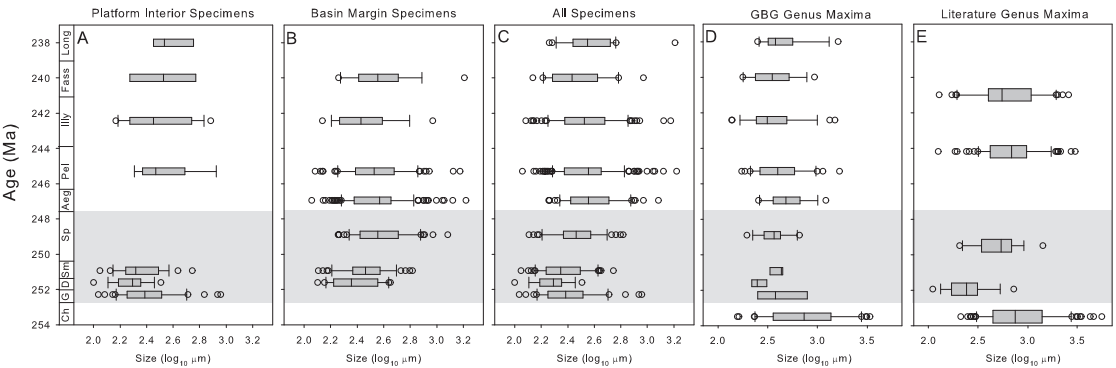 Platform Interior Specimens Basin Margin Specimens All Specimens GBG Genus Maxima Literature Genus Maxima
A B C D E
Age (Ma)
238
240
242
244
246
248
250
252
254
Long
Fass
Illy
Pel
Aeg
Sp
Sm
D
G
Ch
2.0 2.2 2.4 2.6 2.8 3.0 3.2 2.0 2.2 2.4 2.6 2.8 3.0 3.2 2.0 2.2 2.4 2.6 2.8 3.0 3.2 2.0 2.5 3.0 3.5 2.0 2.5 3.0 3.5
Size (log10 μm) Size (log10 μm) Size (log10 μm) Size (log10 μm) Size (log10 μm)